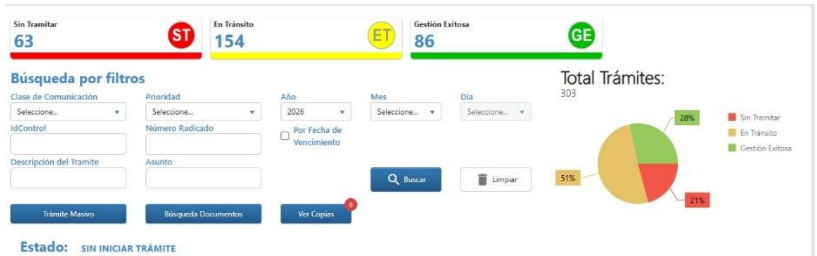 Sin Tramitar
63
ST
En Tránsito
154
ET
Gestión Exitosa
86
GE
Búsqueda por filtros
Clase de Comunicación
Seleccione...
Prioridad
Seleccione...
Año
2026
Mes
Seleccione...
Día
Seleccione...
IdControl
Número Radicado
Por Fecha de
Vencimiento
Descripción del Tramite
Asunto
Buscar
Limpiar
Trámite Masivo
Búsqueda Documentos
Ver Copias
0
Total Trámites:
303
28%
51%
21%
Sin Tramitar
En Tránsito
Gestión Exitosa
Estado: SIN INICIAR TRÁMITE